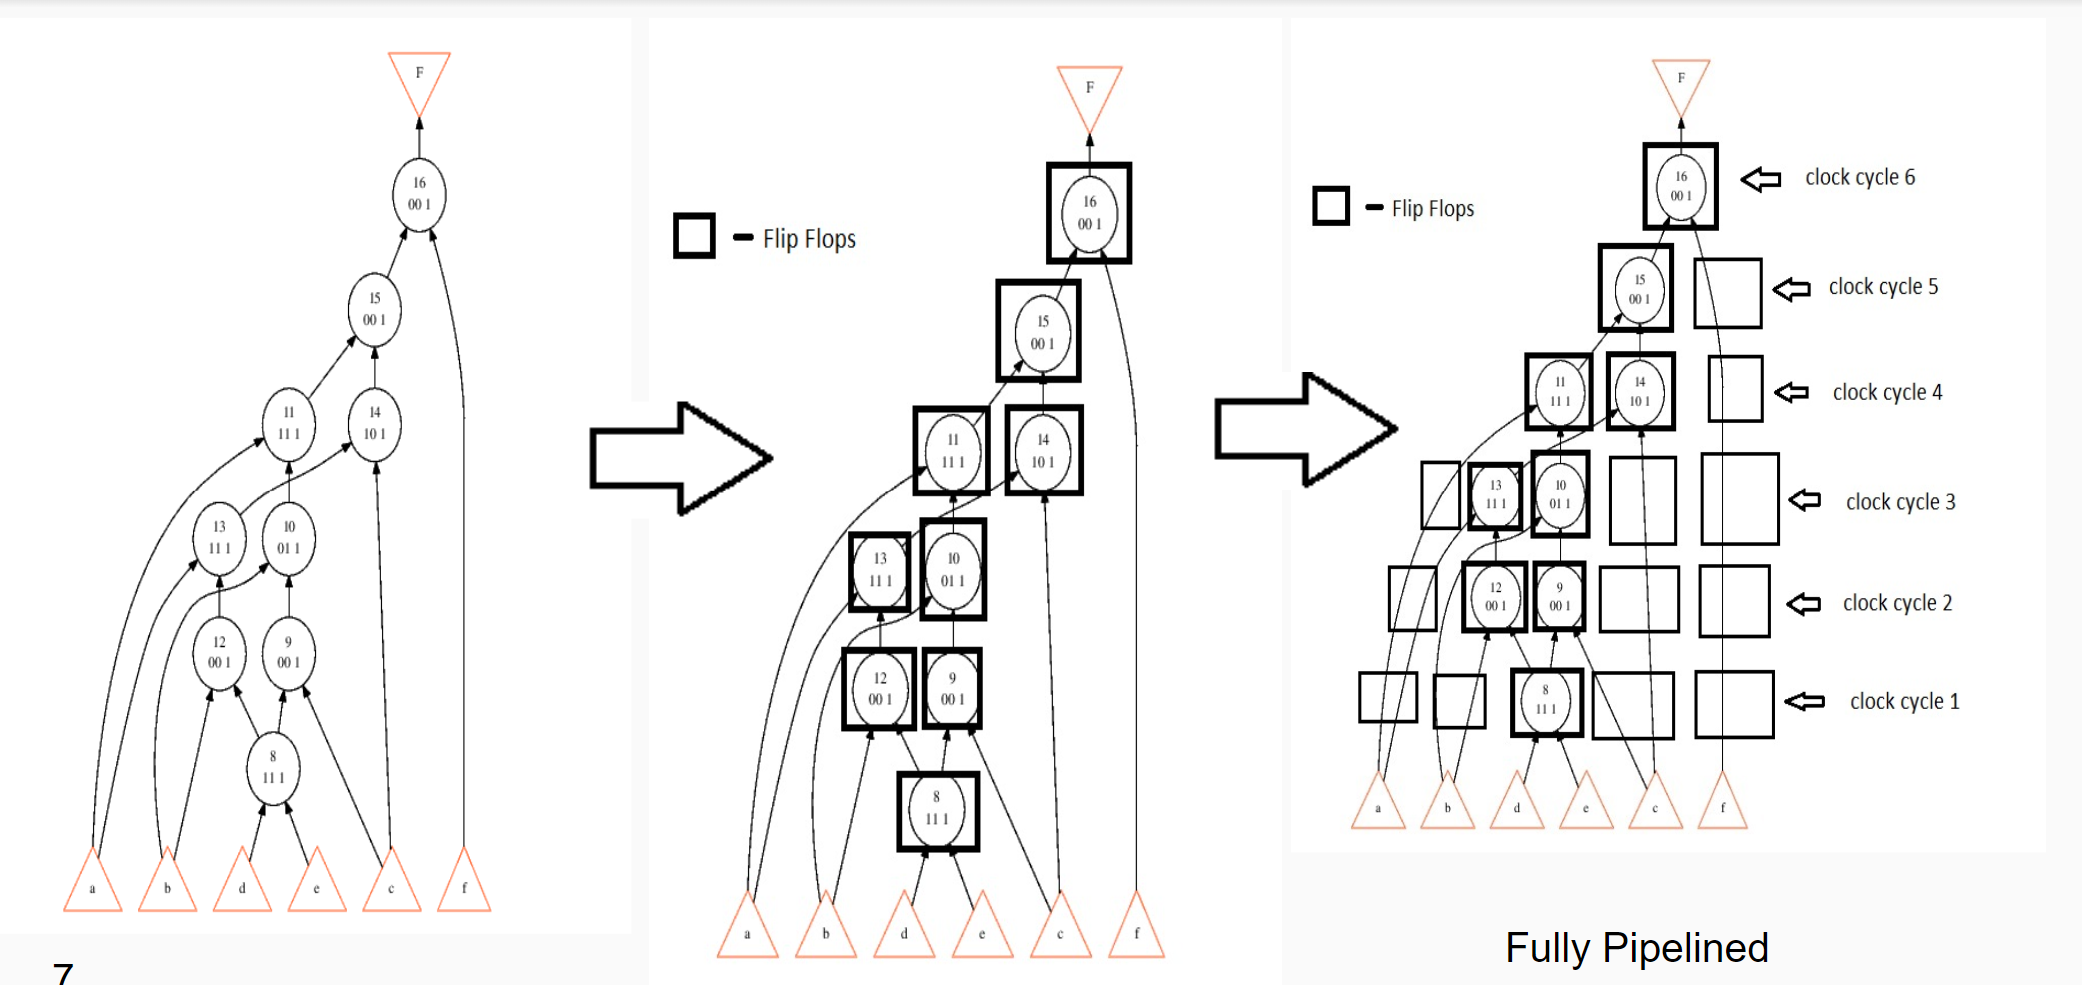 F
16
00 1
15
00 1
11
11 1
14
10 1
13
11 1
10
01 1
12
00 1
9
00 1
8
11 1
a
b
d
e
c
f
7
F
16
00 1
Flip Flops
15
00 1
11
11 1
14
10 1
13
11 1
10
01 1
12
00 1
9
00 1
8
11 1
a
b
d
e
c
f
F
16
00 1
clock cycle 6
Flip Flops
15
00 1
clock cycle 5
11
11 1
14
10 1
clock cycle 4
13
11 1
10
01 1
clock cycle 3
12
00 1
9
00 1
clock cycle 2
8
11 1
clock cycle 1
a
b
d
e
c
f
Fully Pipelined